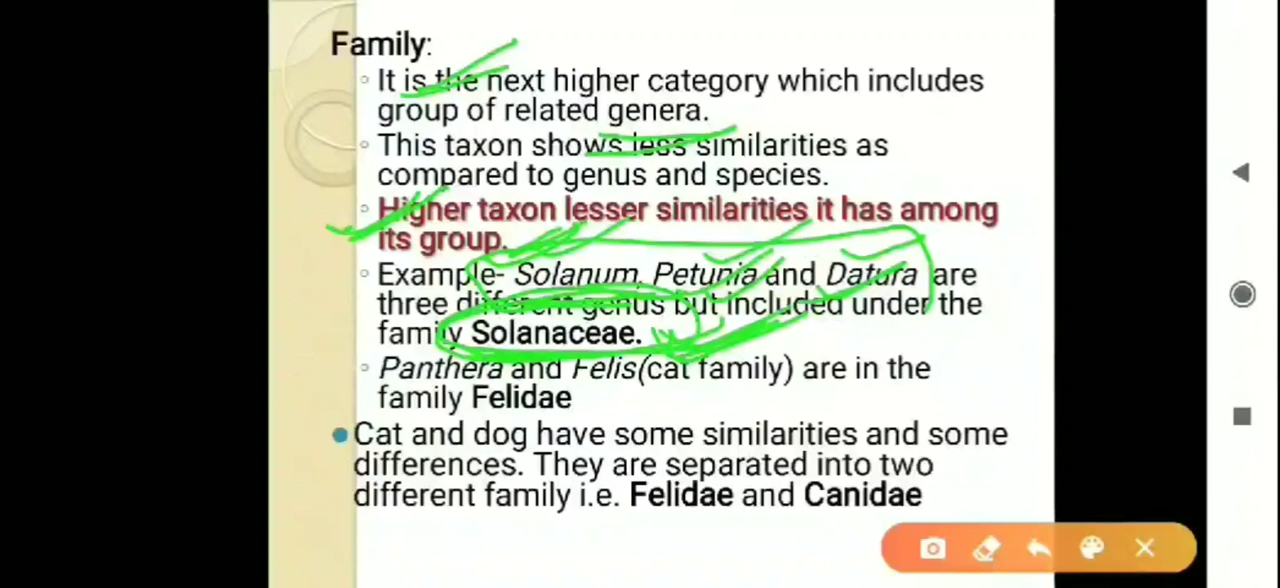 Family:
It is the next higher category which includes
group of related genera.
This taxon shows less similarities as
compared to genus and species.
Higher taxon lesser similarities it has among
its group.
Example- Solanum, Petunia and Datura are
three different genus but included under the
family Solanaceae.
Panthera and Felis(cat family) are in the
family Felidae
Cat and dog have some similarities and some
differences. They are separated into two
different family i.e. Felidae and Canidae